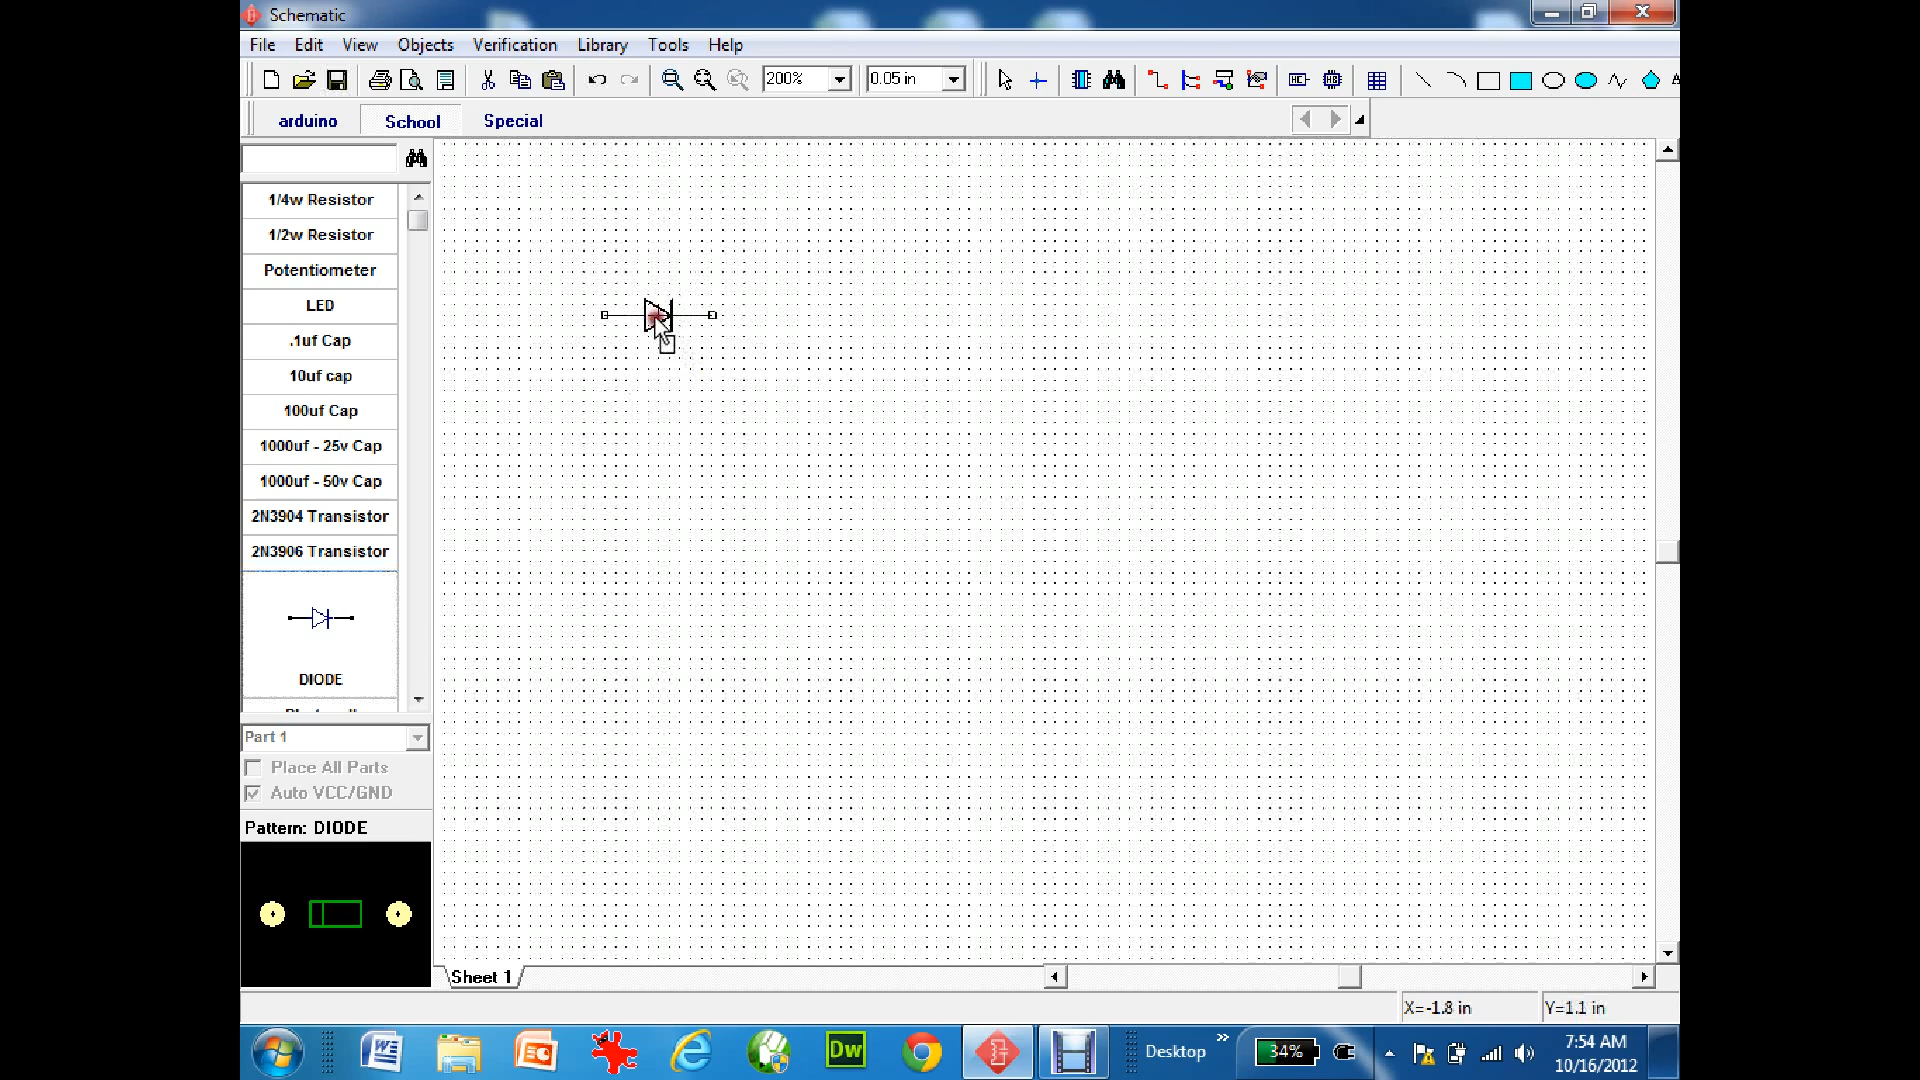 Schematic
File Edit View Objects Verification Library Tools Help
200% 0.05 in
arduino School Special
1/4w Resistor
1/2w Resistor
Potentiometer
LED
.1uf Cap
10uf cap
100uf Cap
1000uf - 25v Cap
1000uf - 50v Cap
2N3904 Transistor
2N3906 Transistor
DIODE
Part 1
Place All Parts
Auto VCC/GND
Pattern: DIODE
Sheet 1
X=-1.8 in Y=1.1 in
Dw
Desktop
34%
7:54 AM
10/16/2012